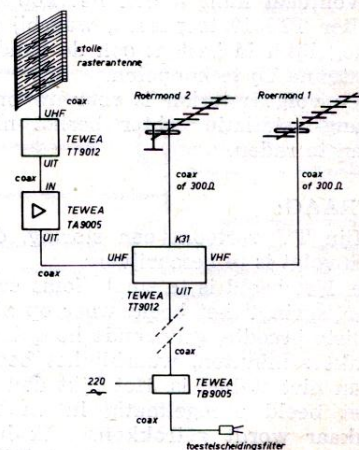 stolle
rasterantenne
coax
UHF
TEWEA
TT9012
UIT
coax
IN
TEWEA
TA9005
UIT
coax
Roermond 2
Roermond 1
coax
of 300Ω
coax
of 300Ω
K31
UHF
VHF
TEWEA
TT9012
UIT
coax
220
TEWEA
TB9005
coax
toestelscheidingsfilter